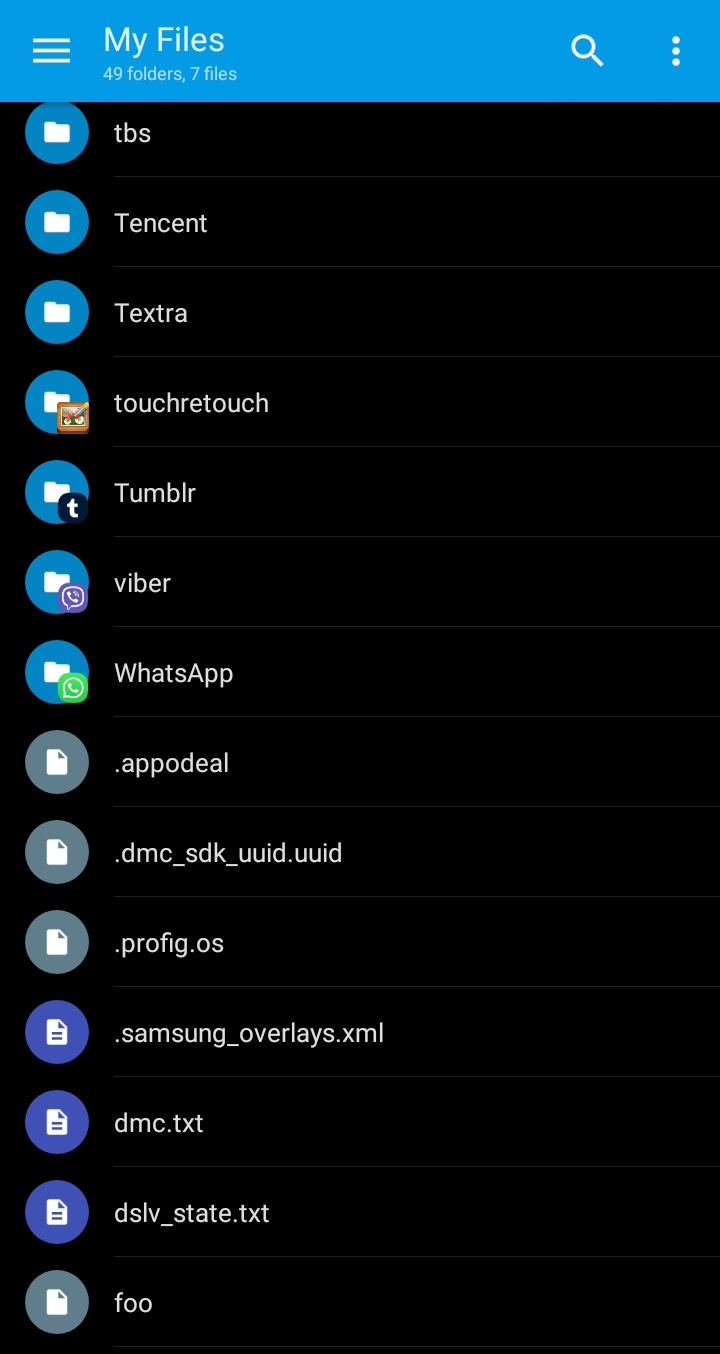 My Files
49 folders, 7 files
tbs
Tencent
Textra
touchretouch
Tumblr
viber
WhatsApp
.appodeal
.dmc_sdk_uuid.uuid
.profig.os
.samsung_overlays.xml
dmc.txt
dslv_state.txt
foo